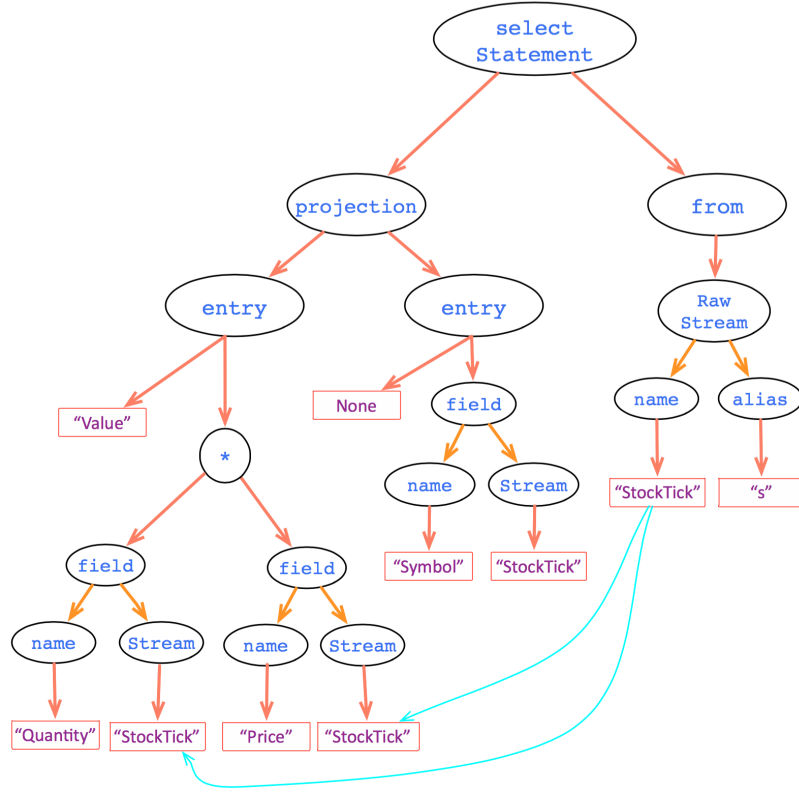 select
Statement
projection
from
entry
entry
Raw
Stream
"Value"
None
field
name
alias
*
name
Stream
"StockTick"
"s"
field
field
"Symbol"
"StockTick"
name
Stream
name
Stream
"Quantity"
"StockTick"
"Price"
"StockTick"